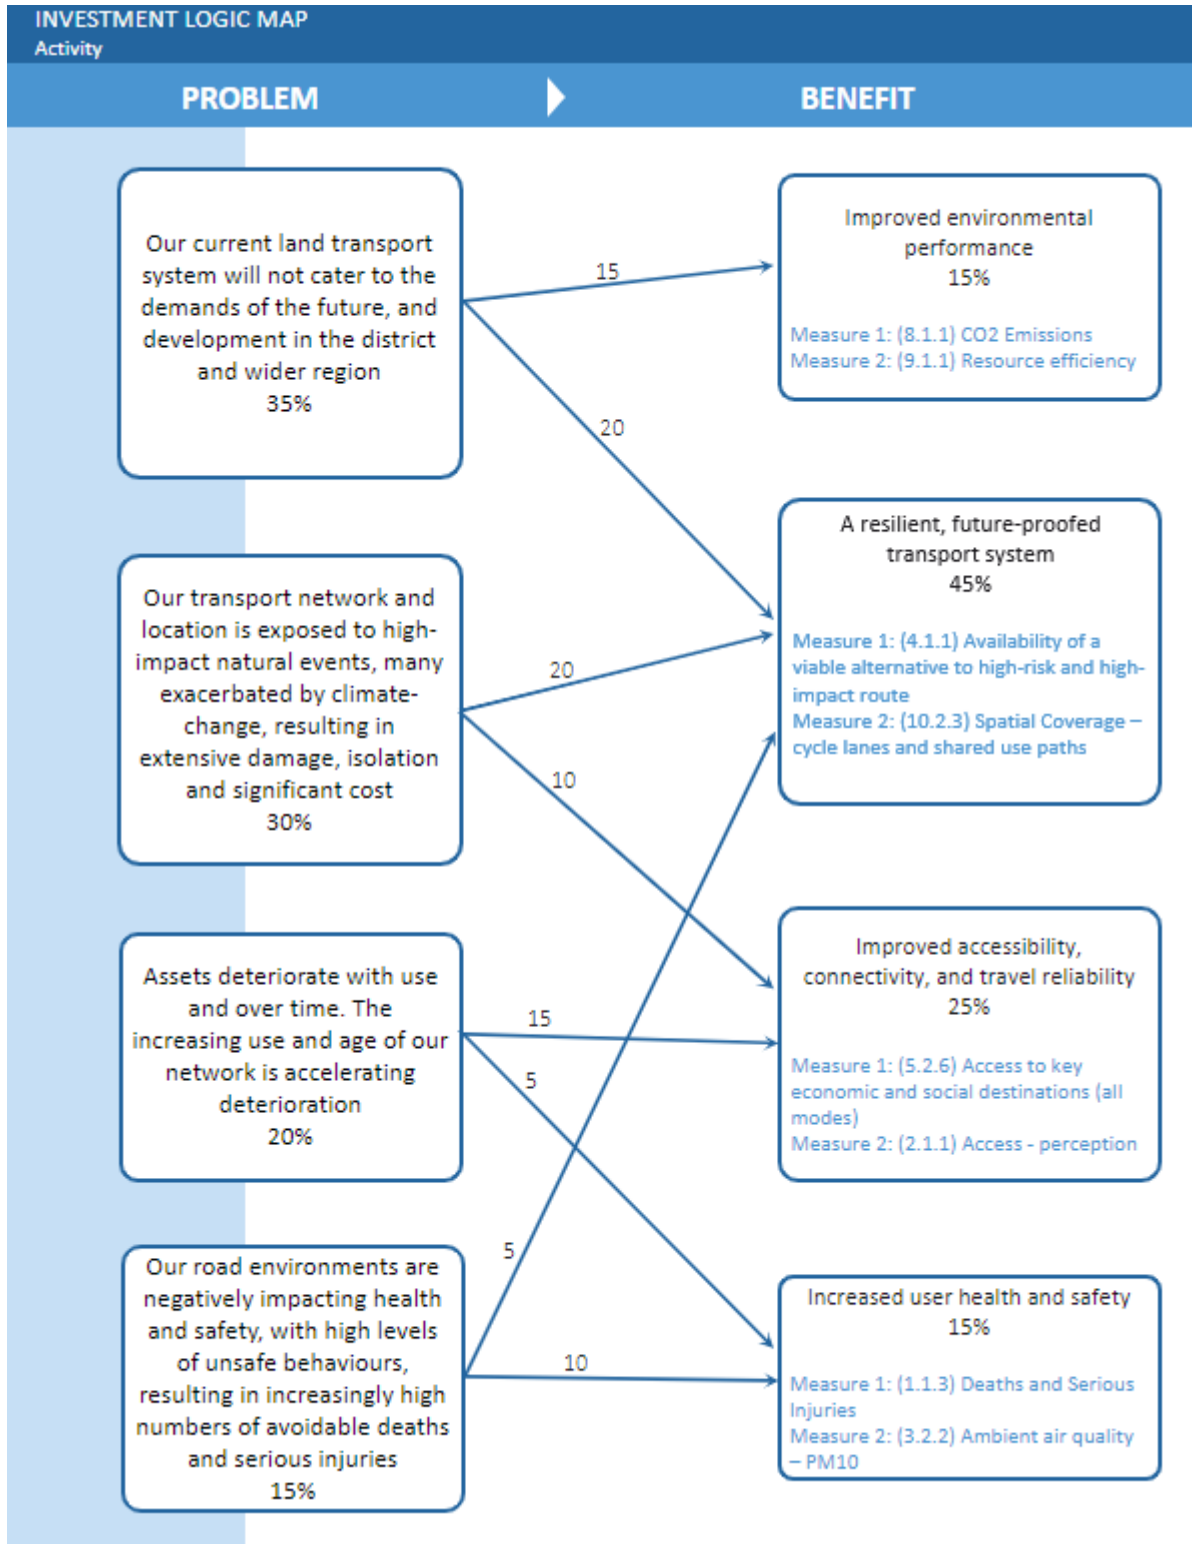 INVESTMENT LOGIC MAP
Activity
PROBLEM
BENEFIT
Our current land transport
system will not cater to the
demands of the future, and
development in the district
and wider region
35%
15
20
Improved environmental
performance
15%
Measure 1: (8.1.1) CO2 Emissions
Measure 2: (9.1.1) Resource efficiency
Our transport network and
location is exposed to high-
impact natural events, many
exacerbated by climate-
change, resulting in
extensive damage, isolation
and significant cost
30%
20
10
A resilient, future-proofed
transport system
45%
Measure 1: (4.1.1) Availability of a
viable alternative to high-risk and high-
impact route
Measure 2: (10.2.3) Spatial Coverage –
cycle lanes and shared use paths
Assets deteriorate with use
and over time. The
increasing use and age of our
network is accelerating
deterioration
20%
15
5
Improved accessibility,
connectivity, and travel reliability
25%
Measure 1: (5.2.6) Access to key
economic and social destinations (all
modes)
Measure 2: (2.1.1) Access - perception
Our road environments are
negatively impacting health
and safety, with high levels
of unsafe behaviours,
resulting in increasingly high
numbers of avoidable deaths
and serious injuries
15%
5
10
Increased user health and safety
15%
Measure 1: (1.1.3) Deaths and Serious
Injuries
Measure 2: (3.2.2) Ambient air quality
– PM10